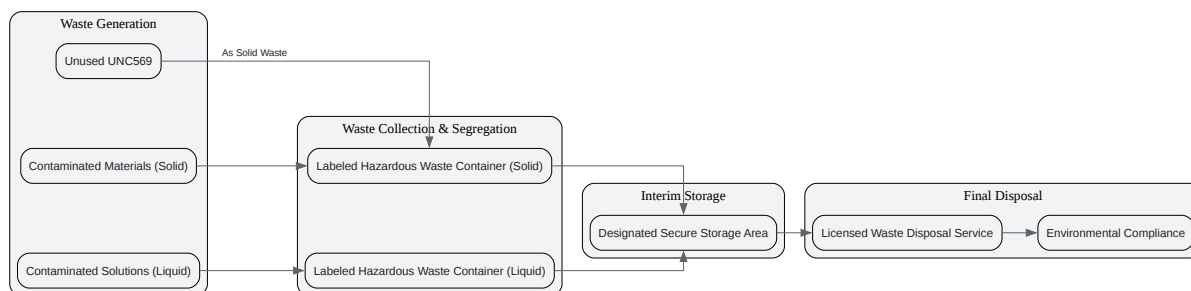 Waste Generation
Unused UNC569
As Solid Waste
Contaminated Materials (Solid)
Contaminated Solutions (Liquid)
Waste Collection & Segregation
Labeled Hazardous Waste Container (Solid)
Labeled Hazardous Waste Container (Liquid)
Interim Storage
Designated Secure Storage Area
Final Disposal
Licensed Waste Disposal Service
Environmental Compliance